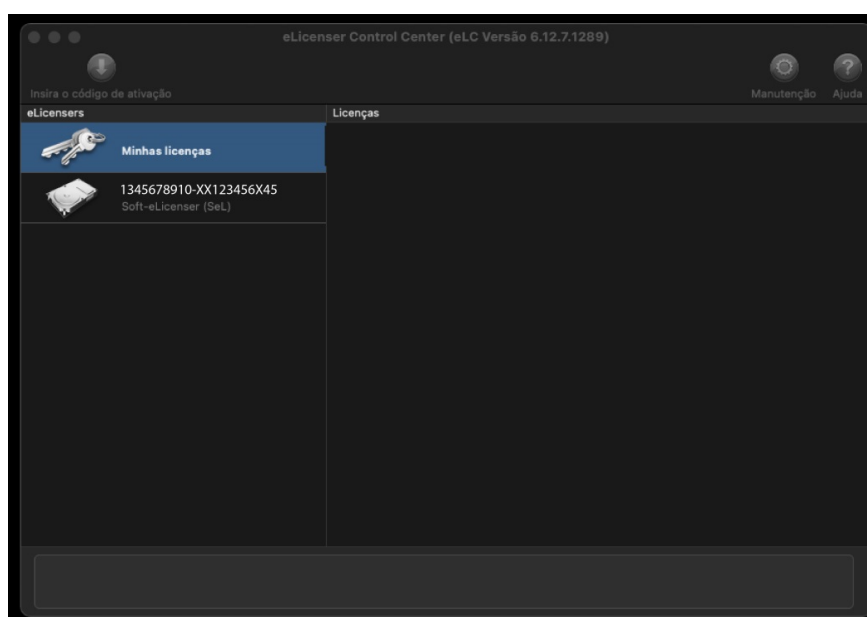 eLicenser Control Center (eLC Versão 6.12.7.1289)
Insira o código de ativação
Manutenção
Ajuda
eLicensers
Licenças
Minhas licenças
1345678910-XX123456X45
Soft-eLicenser (SeL)